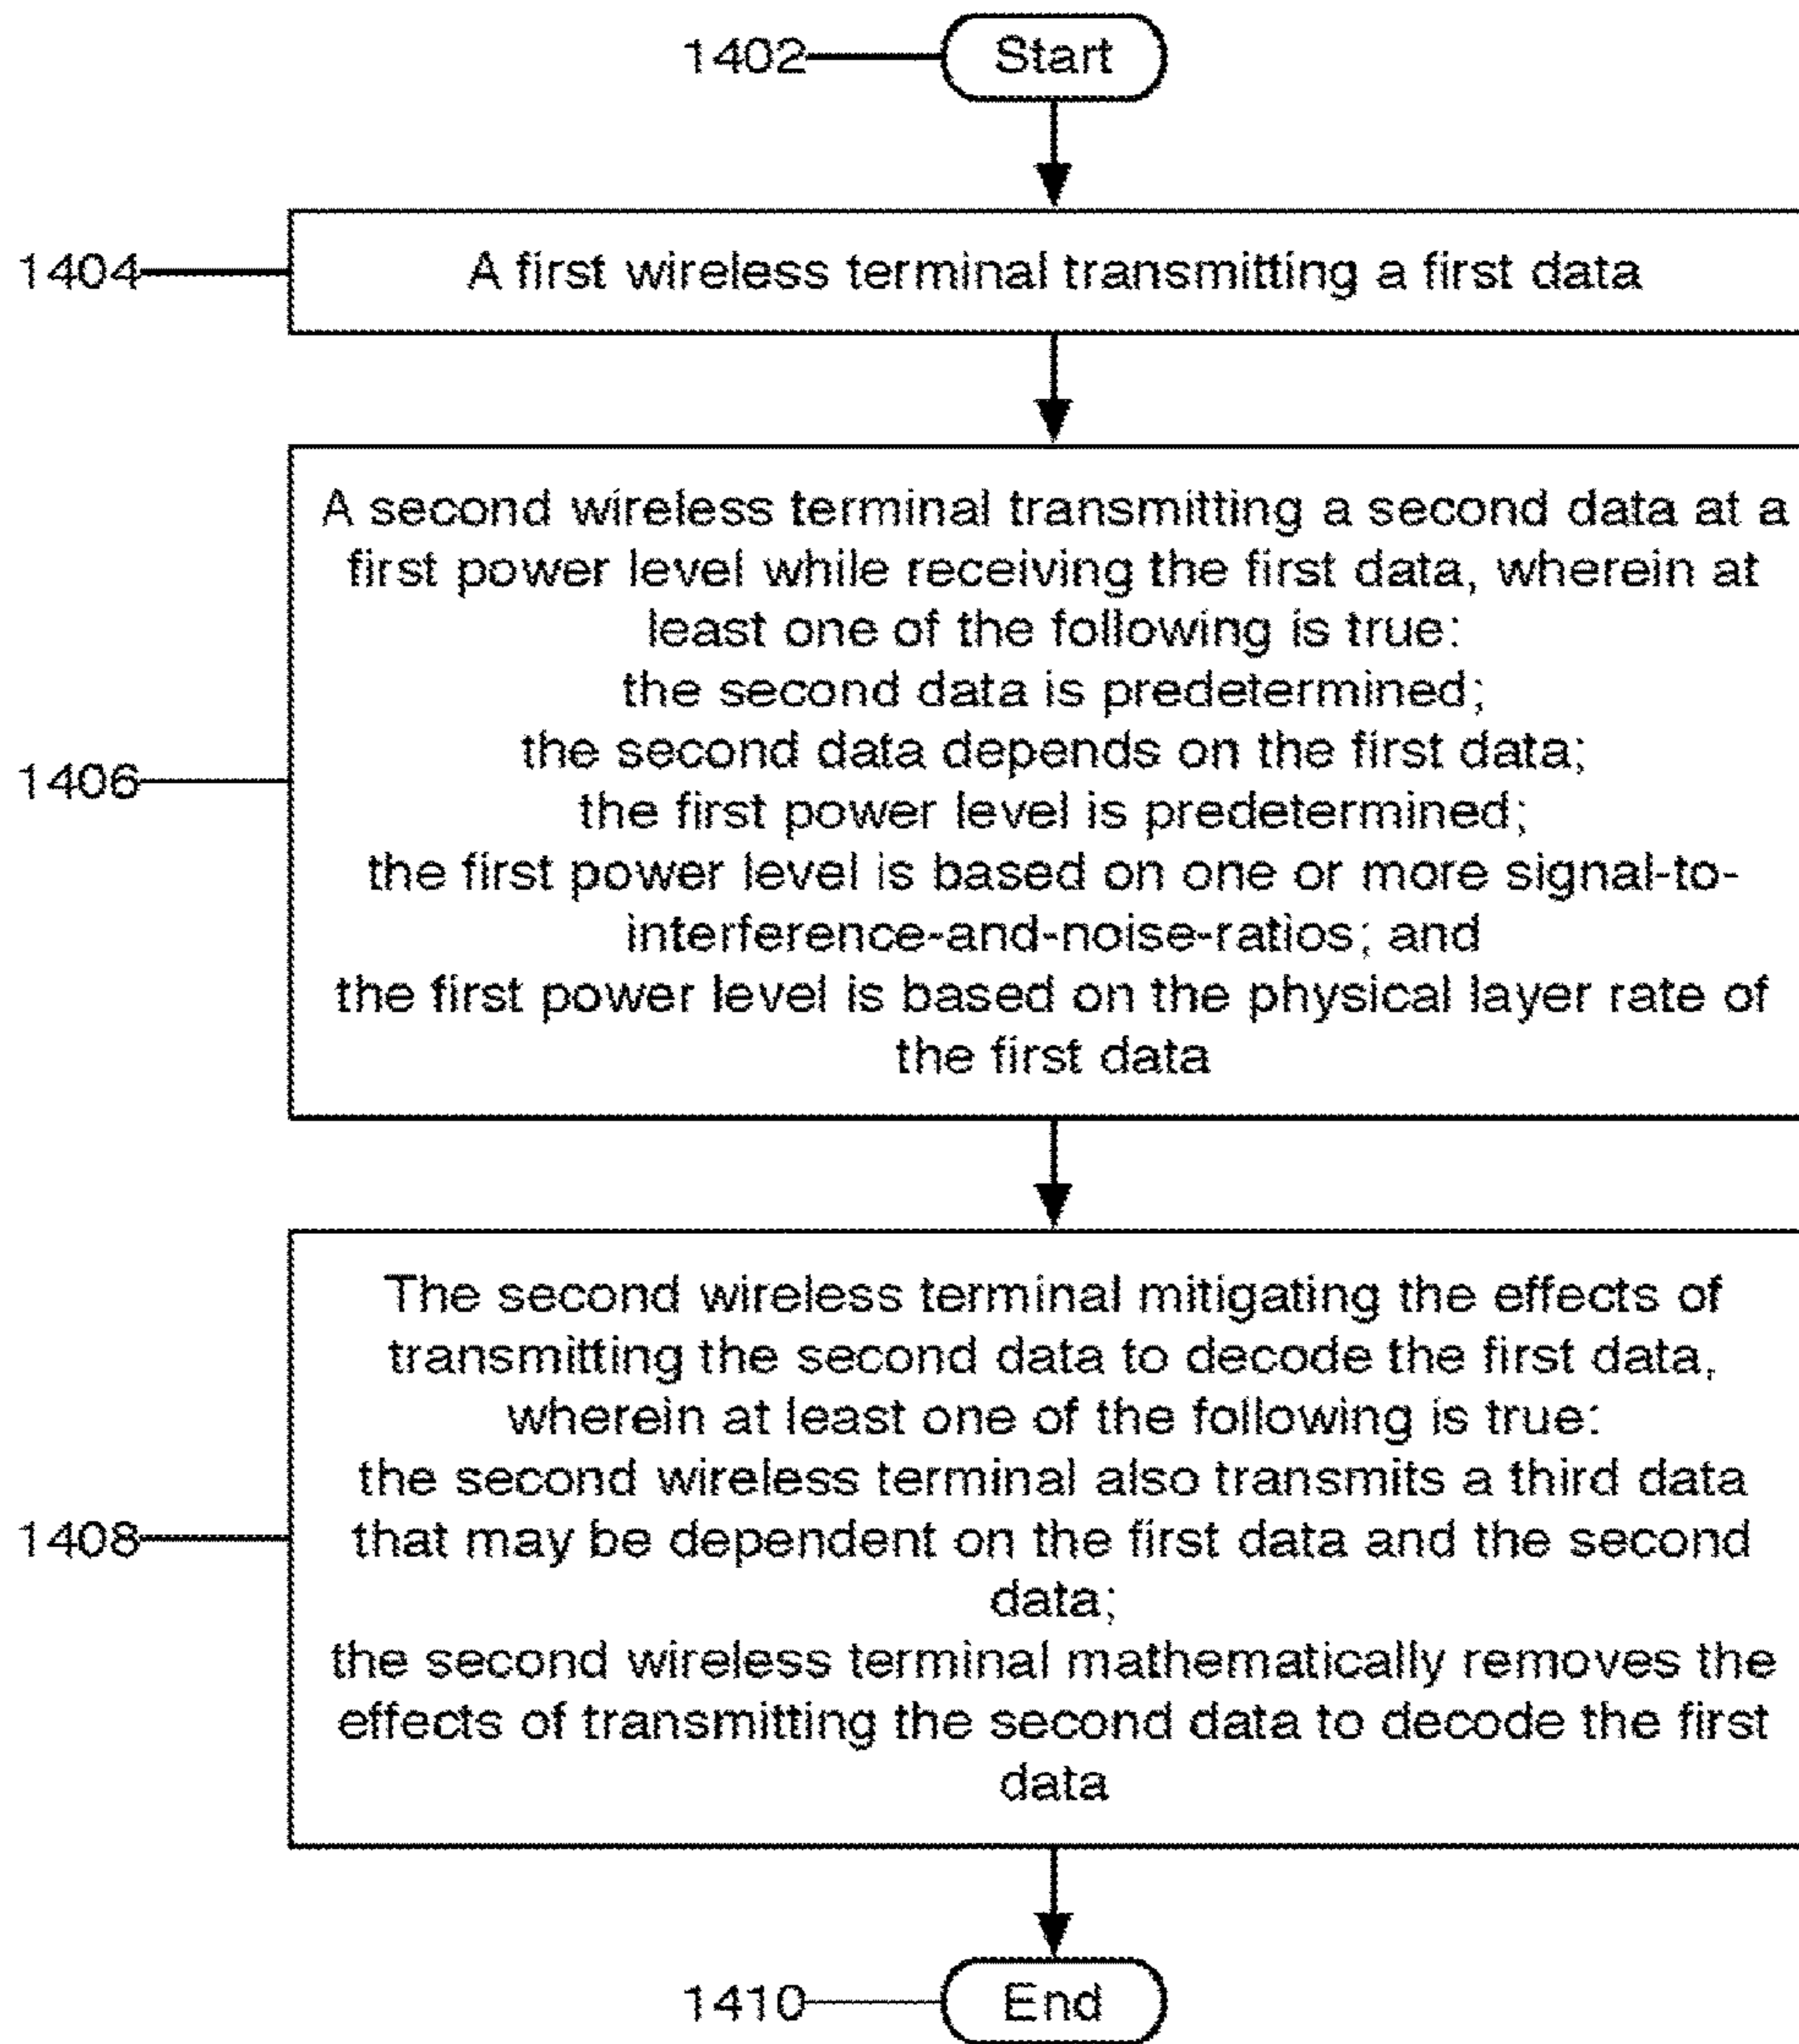 1402
Start
1404
A first wireless terminal transmitting a first data
1406
A second wireless terminal transmitting a second data at a
first power level while receiving the first data, wherein at
least one of the following is true:
the second data is predetermined;
the second data depends on the first data;
the first power level is predetermined;
the first power level is based on one or more signal-to-
interference-and-noise-ratios; and
the first power level is based on the physical layer rate of
the first data
1408
The second wireless terminal mitigating the effects of
transmitting the second data to decode the first data,
wherein at least one of the following is true:
the second wireless terminal also transmits a third data
that may be dependent on the first data and the second
data;
the second wireless terminal mathematically removes the
effects of transmitting the second data to decode the first
data
1410
End